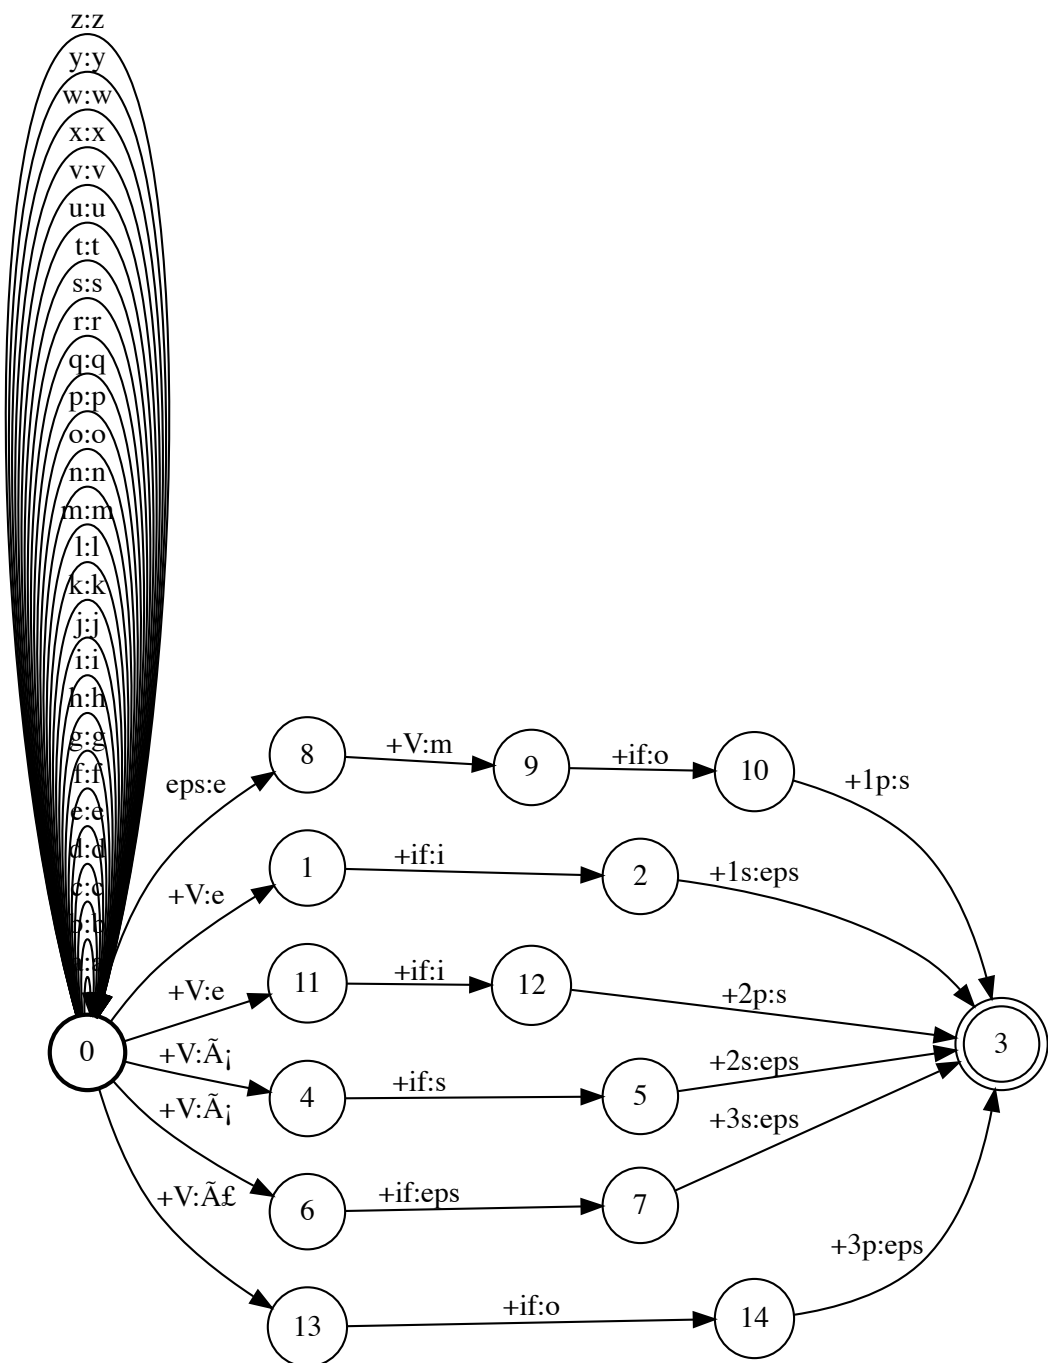 z:z
y:y
w:w
x:x
v:v
u:u
t:t
s:s
r:r
q:q
p:p
o:o
n:n
m:m
l:l
k:k
j:j
i:i
h:h
g:g
f:f
e:e
d:d
c:c
b:b
eps:e
8
+V:m
9
+if:o
10
+1p:s
+V:e
1
+if:i
2
+1s:eps
+V:e
11
+if:i
12
+2p:s
0
3
+V:Ã¡
4
+if:s
5
+2s:eps
+V:Ã¡
6
+if:eps
7
+3s:eps
+V:Ã£
13
+if:o
14
+3p:eps